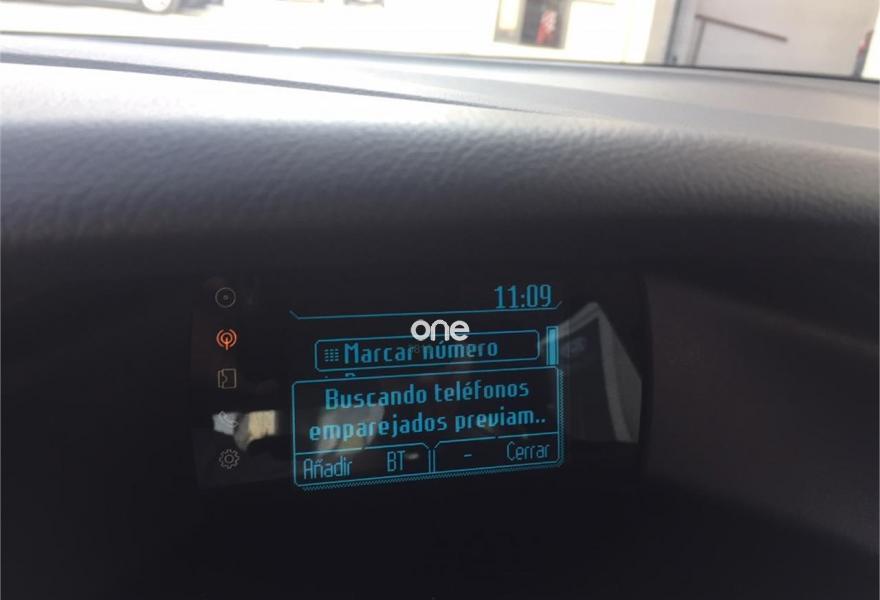 11:09
one
Marcar número
Buscando teléfonos
emparejados previam..
Añadir BT - Cerrar